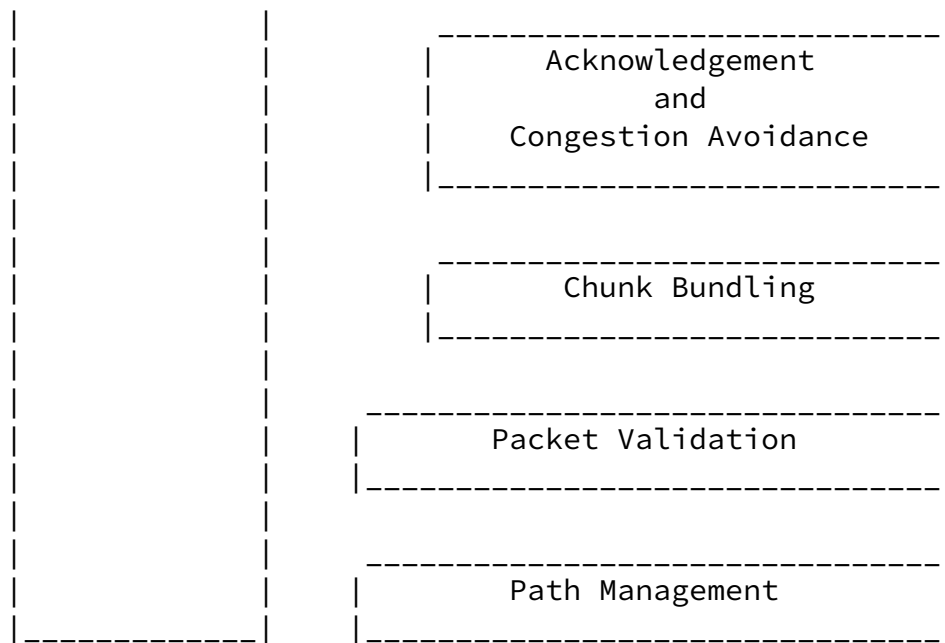 Acknowledgement
and
Congestion Avoidance
Chunk Bundling
Packet Validation
Path Management